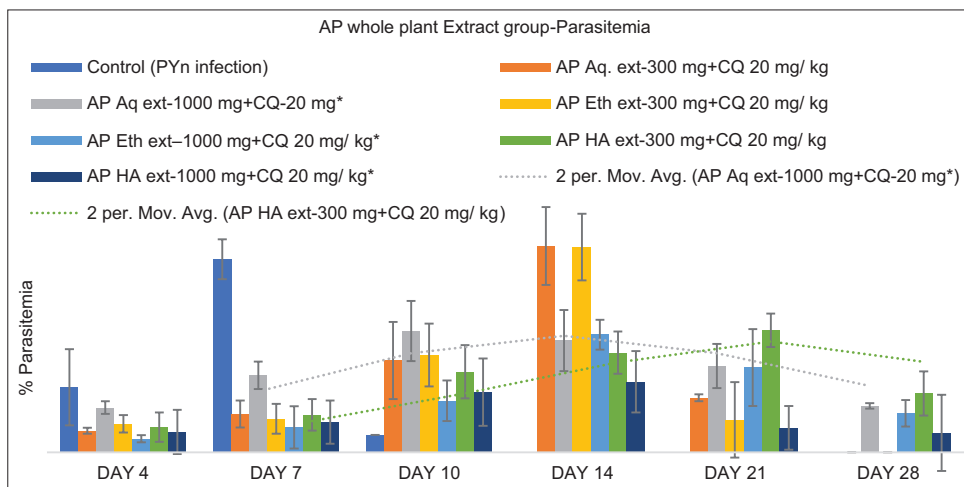 AP whole plant Extract group-Parasitemia
Control (PYn infection)
AP Aq. ext-300 mg+CQ 20 mg/ kg
AP Aq ext-1000 mg+CQ-20 mg*
AP Eth ext-300 mg+CQ 20 mg/ kg
AP Eth ext–1000 mg+CQ 20 mg/ kg*
AP HA ext-300 mg+CQ 20 mg/ kg
AP HA ext-1000 mg+CQ 20 mg/ kg*
2 per. Mov. Avg. (AP Aq ext-1000 mg+CQ-20 mg*)
2 per. Mov. Avg. (AP HA ext-300 mg+CQ 20 mg/ kg)
% Parasitemia
DAY 4
DAY 7
DAY 10
DAY 14
DAY 21
DAY 28